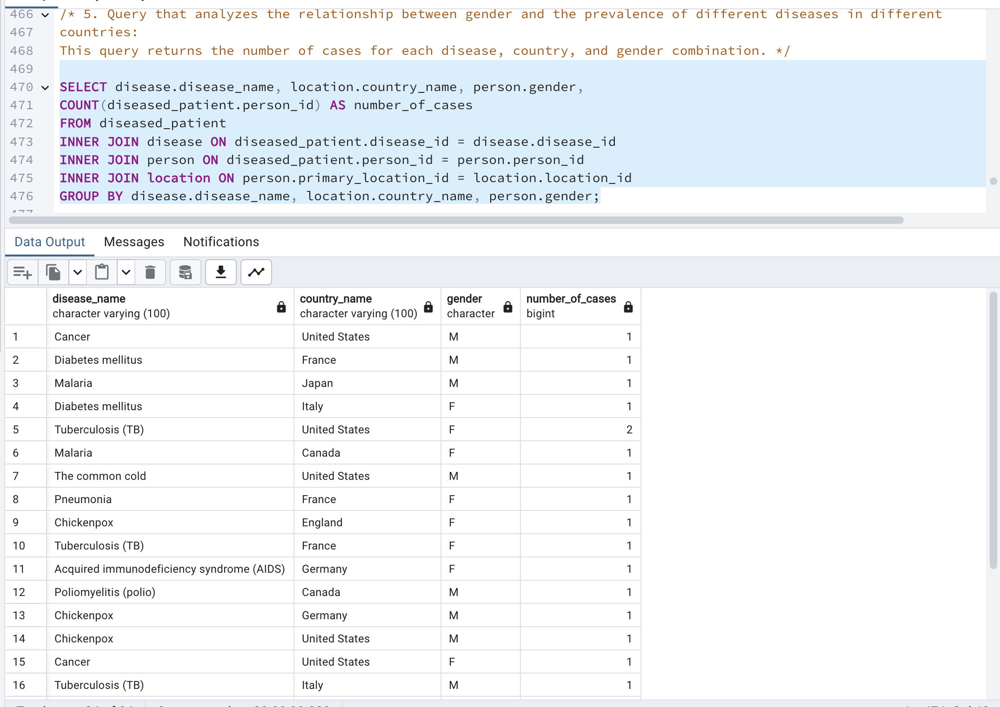 466 /* 5. Query that analyzes the relationship between gender and the prevalence of different diseases in different
467 countries:
468 This query returns the number of cases for each disease, country, and gender combination. */
469
470 SELECT disease.disease_name, location.country_name, person.gender,
471 COUNT(diseased_patient.person_id) AS number_of_cases
472 FROM diseased_patient
473 INNER JOIN disease ON diseased_patient.disease_id = disease.disease_id
474 INNER JOIN person ON diseased_patient.person_id = person.person_id
475 INNER JOIN location ON person.primary_location_id = location.location_id
476 GROUP BY disease.disease_name, location.country_name, person.gender;
Data Output Messages Notifications
disease_name country_name gender number_of_cases
character varying (100) character varying (100) character bigint
1 Cancer United States M 1
2 Diabetes mellitus France M 1
3 Malaria Japan M 1
4 Diabetes mellitus Italy F 1
5 Tuberculosis (TB) United States F 2
6 Malaria Canada F 1
7 The common cold United States M 1
8 Pneumonia France F 1
9 Chickenpox England F 1
10 Tuberculosis (TB) France F 1
11 Acquired immunodeficiency syndrome (AIDS) Germany F 1
12 Poliomyelitis (polio) Canada M 1
13 Chickenpox Germany M 1
14 Chickenpox United States M 1
15 Cancer United States F 1
16 Tuberculosis (TB) Italy M 1